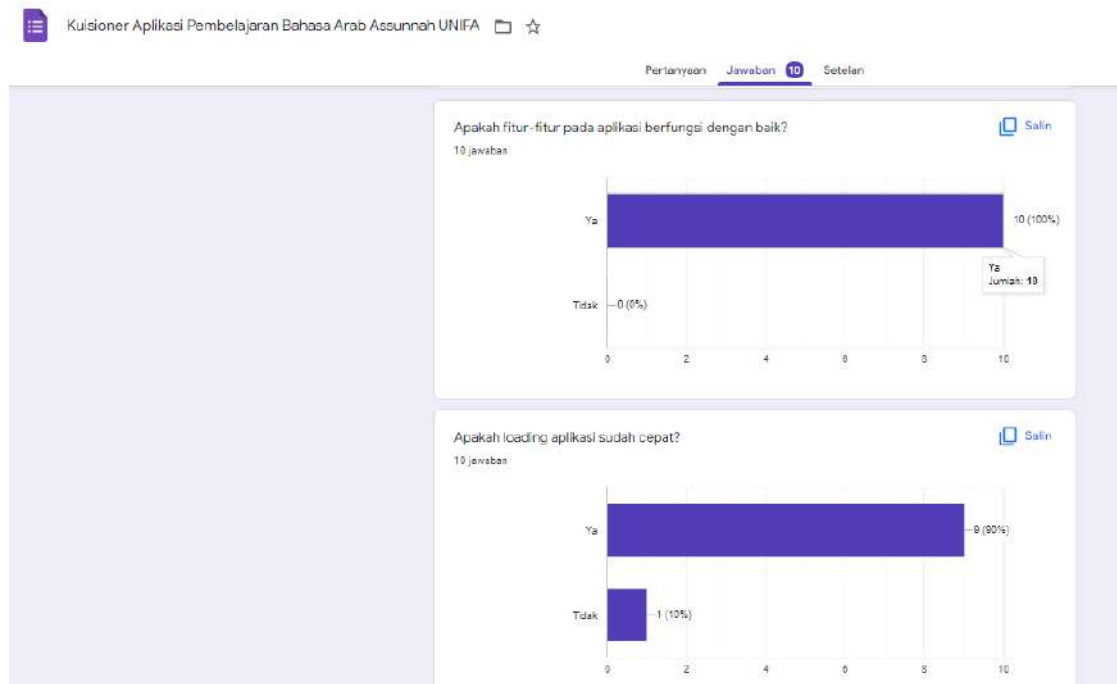 Kuisioner Aplikasi Pembelajaran Bahasa Arab Assunnah UNIFA
Pertanyaan Jawaban 10 Setelan
Apakah fitur-fitur pada aplikasi berfungsi dengan baik?
Salin
10 jawaban
Ya
10 (100%)
Ya
Jumlah: 10
Tidak
0 (0%)
0 2 4 6 8 10
Apakah loading aplikasi sudah cepat?
Salin
10 jawaban
Ya
9 (90%)
Tidak
1 (10%)
0 2 4 6 8 10